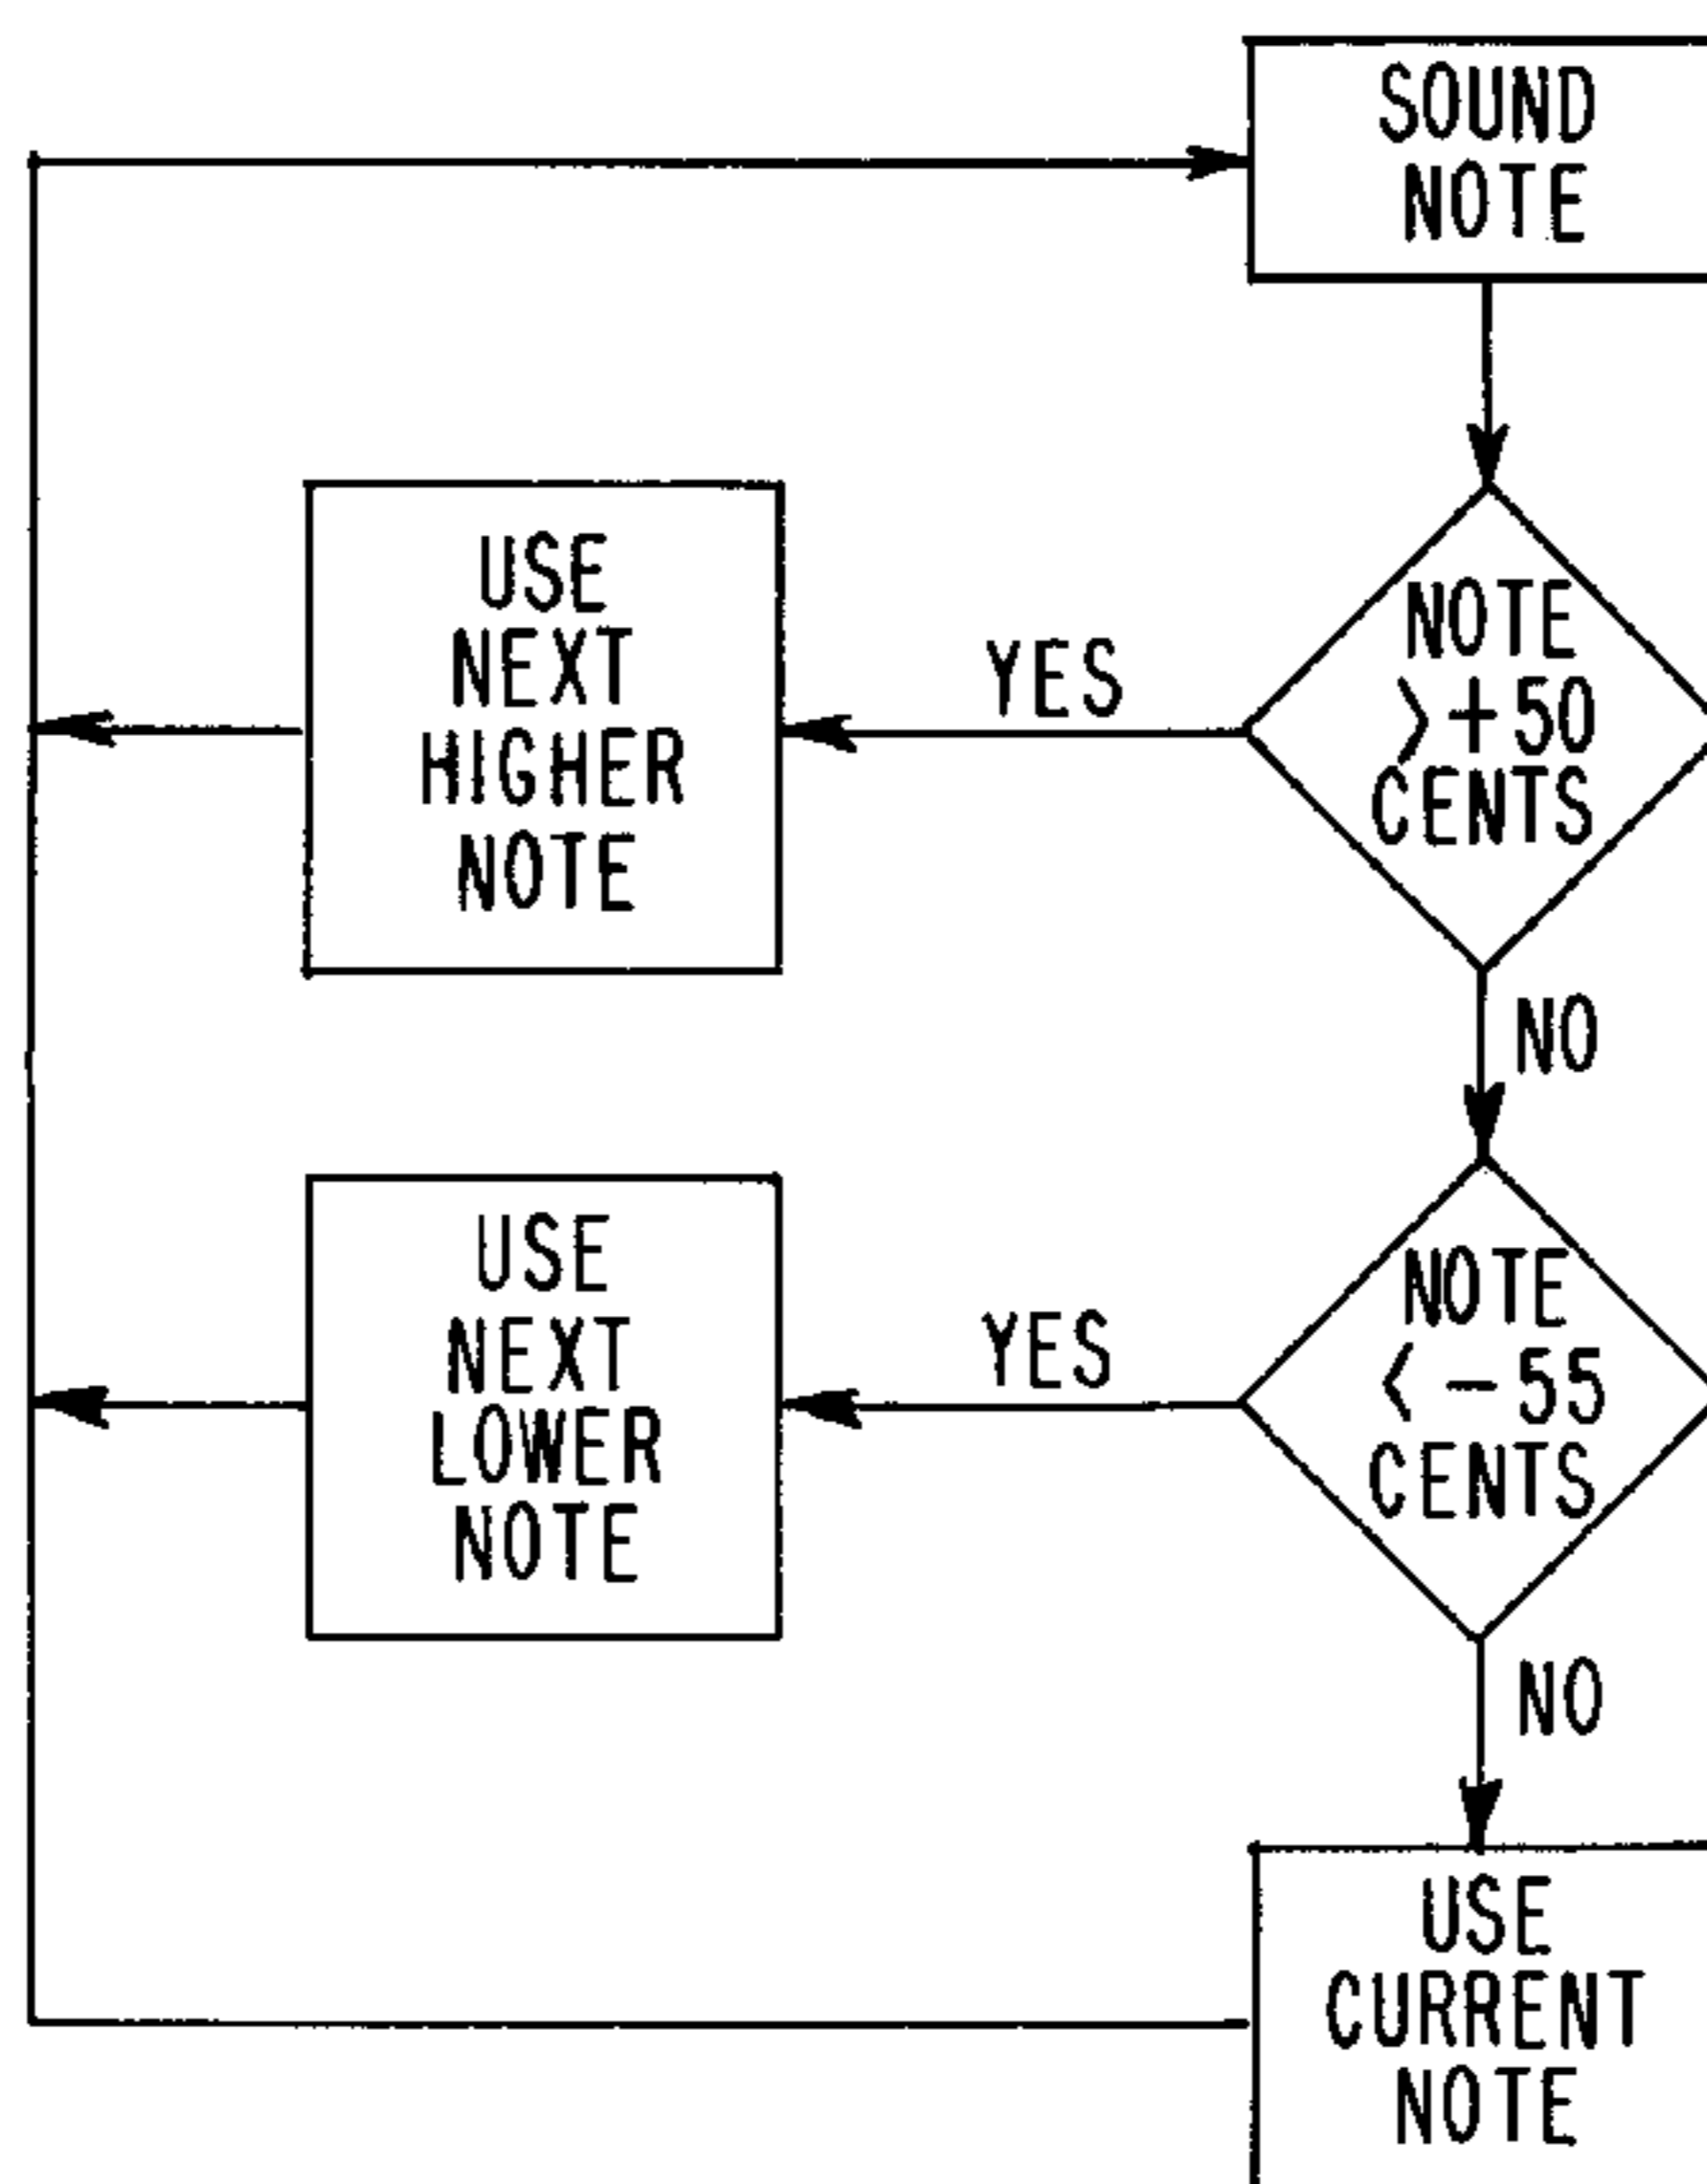 SOUND
NOTE
NOTE
>+50
CENTS
YES
USE
NEXT
HIGHER
NOTE
NO
NOTE
<-55
CENTS
YES
USE
NEXT
LOWER
NOTE
NO
USE
CURRENT
NOTE